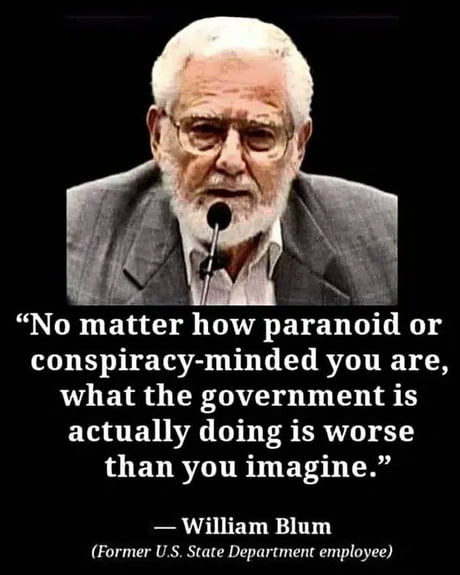 “No matter how paranoid or
conspiracy-minded you are,
what the government is
actually doing is worse
than you imagine.”
— William Blum
(Former U.S. State Department employee)